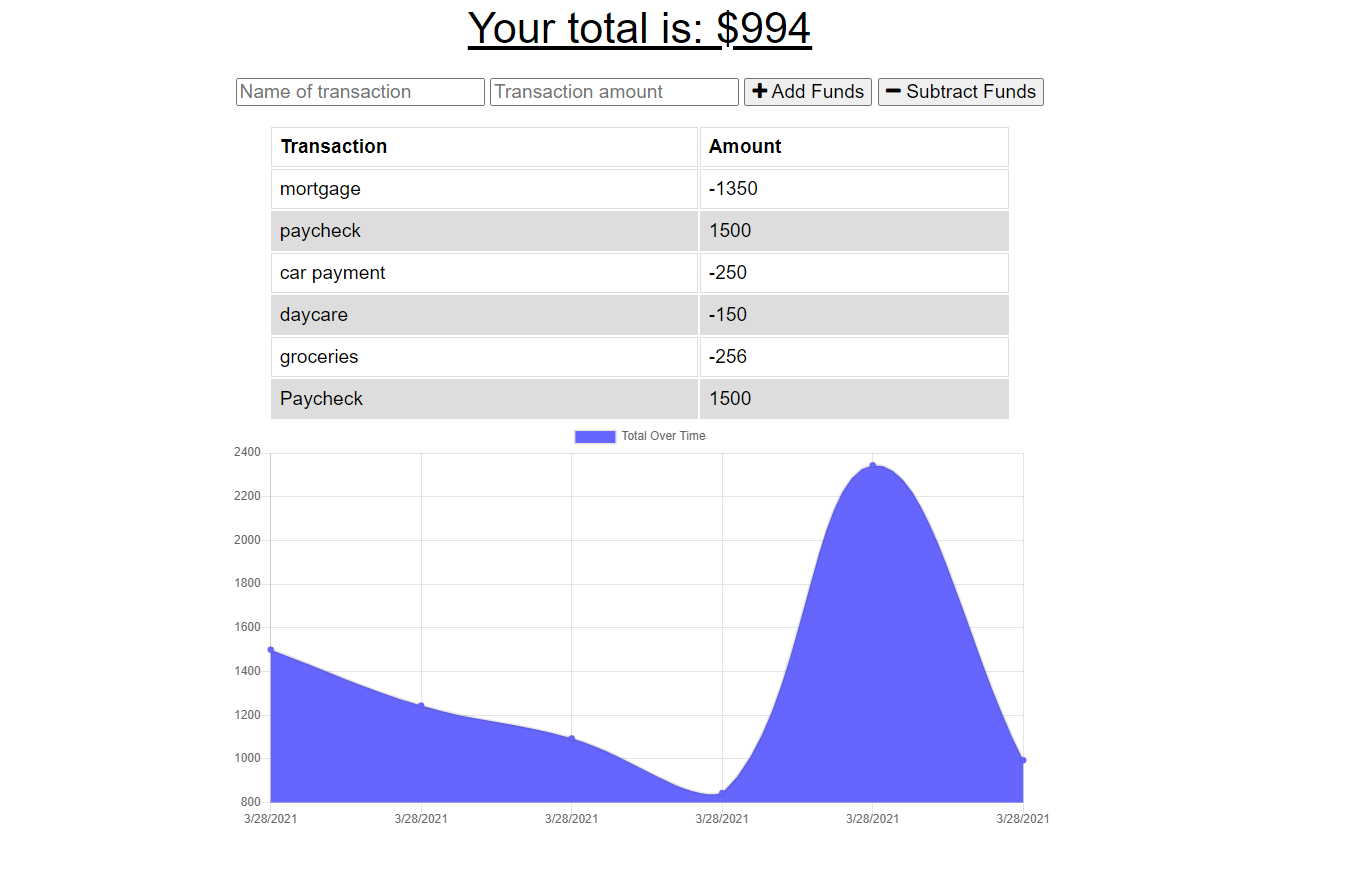 Your total is: $994
Name of transaction Transaction amount Add Funds Subtract Funds
Transaction Amount
mortgage -1350
paycheck 1500
car payment -250
daycare -150
groceries -256
Paycheck 1500
Total Over Time
2400
2200
2000
1800
1600
1400
1200
1000
800
3/28/2021 3/28/2021 3/28/2021 3/28/2021 3/28/2021 3/28/2021